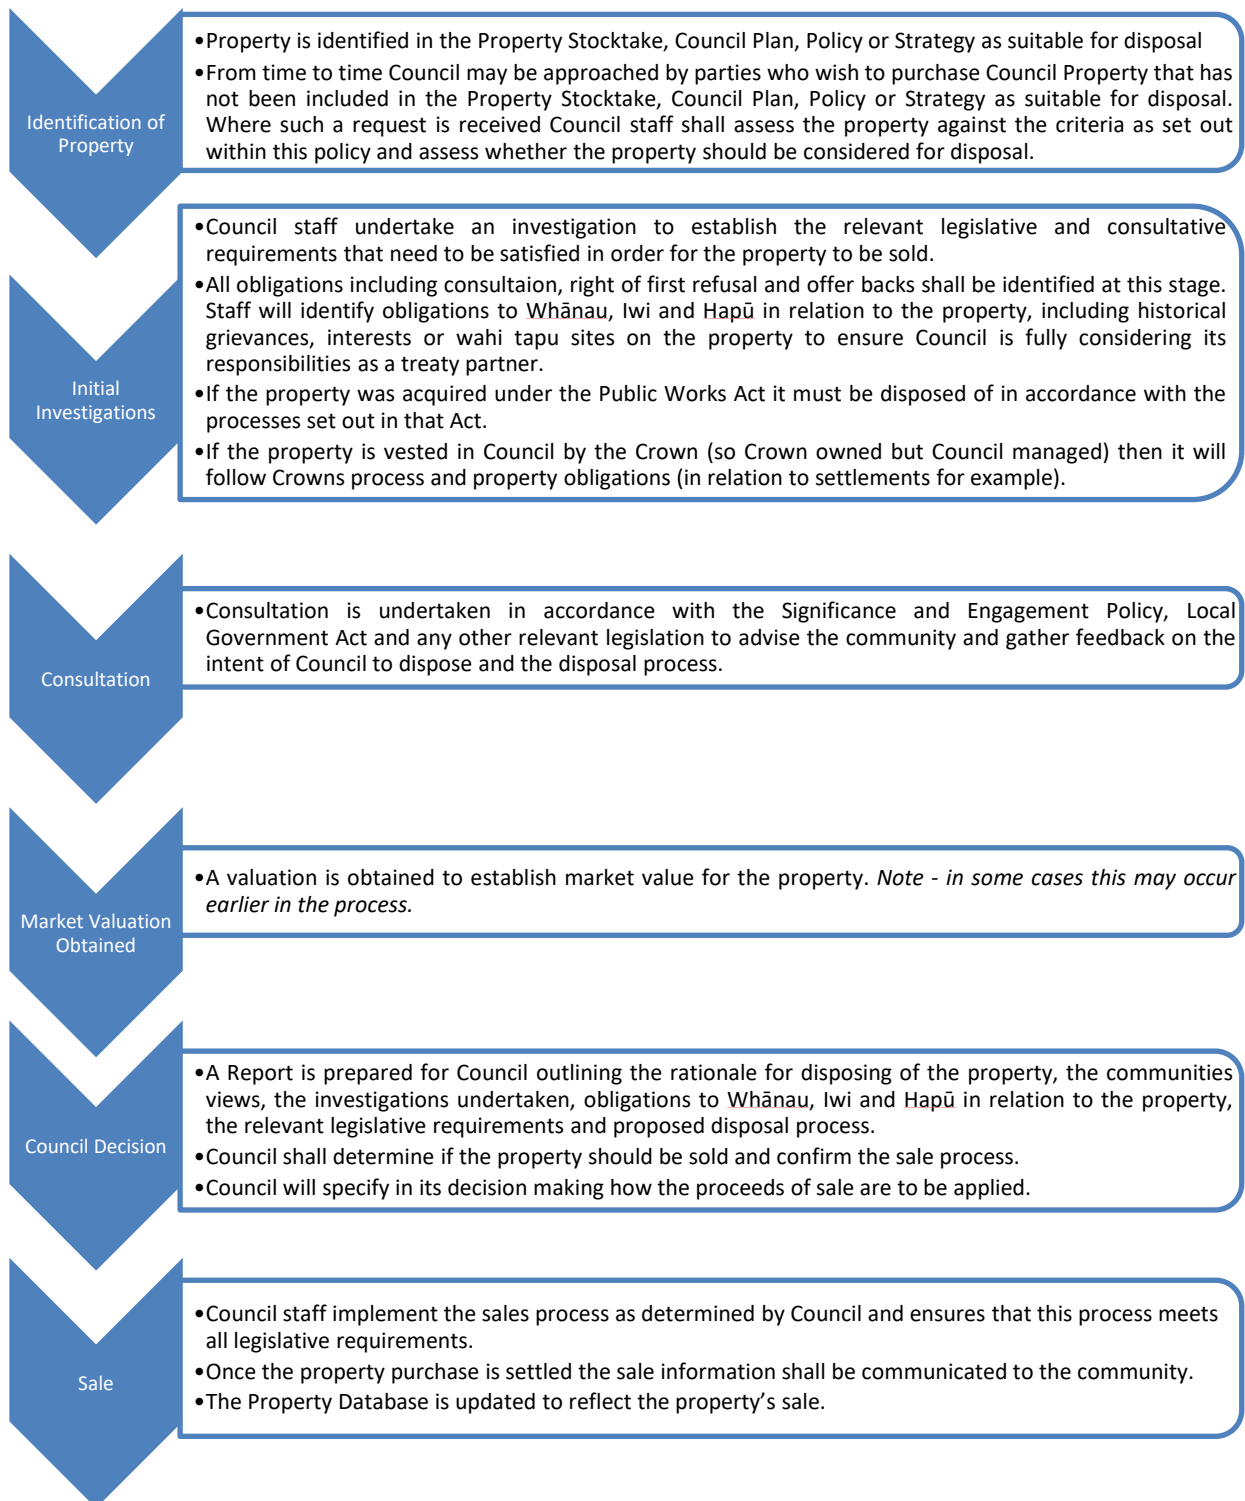 Identification of
Property
•Property is identified in the Property Stocktake, Council Plan, Policy or Strategy as suitable for disposal
•From time to time Council may be approached by parties who wish to purchase Council Property that has
not been included in the Property Stocktake, Council Plan, Policy or Strategy as suitable for disposal.
Where such a request is received Council staff shall assess the property against the criteria as set out
within this policy and assess whether the property should be considered for disposal.
Initial
Investigations
•Council staff undertake an investigation to establish the relevant legislative and consultative
requirements that need to be satisfied in order for the property to be sold.
•All obligations including consultaion, right of first refusal and offer backs shall be identified at this stage.
Staff will identify obligations to Whānau, Iwi and Hapū in relation to the property, including historical
grievances, interests or wahi tapu sites on the property to ensure Council is fully considering its
responsibilities as a treaty partner.
•If the property was acquired under the Public Works Act it must be disposed of in accordance with the
processes set out in that Act.
•If the property is vested in Council by the Crown (so Crown owned but Council managed) then it will
follow Crowns process and property obligations (in relation to settlements for example).
Consultation
•Consultation is undertaken in accordance with the Significance and Engagement Policy, Local
Government Act and any other relevant legislation to advise the community and gather feedback on the
intent of Council to dispose and the disposal process.
Market Valuation
Obtained
•A valuation is obtained to establish market value for the property. Note - in some cases this may occur
earlier in the process.
Council Decision
•A Report is prepared for Council outlining the rationale for disposing of the property, the communities
views, the investigations undertaken, obligations to Whānau, Iwi and Hapū in relation to the property,
the relevant legislative requirements and proposed disposal process.
•Council shall determine if the property should be sold and confirm the sale process.
•Council will specify in its decision making how the proceeds of sale are to be applied.
Sale
•Council staff implement the sales process as determined by Council and ensures that this process meets
all legislative requirements.
•Once the property purchase is settled the sale information shall be communicated to the community.
•The Property Database is updated to reflect the property’s sale.